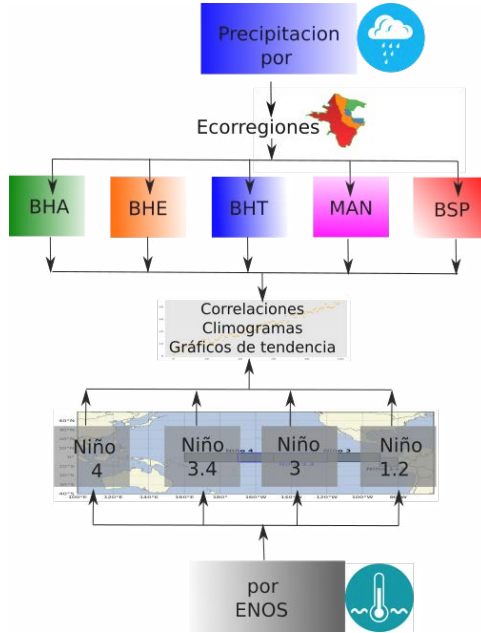 Precipitacion
por
Ecorregiones
BHA
BHE
BHT
MAN
BSP
Correlaciones
Climogramas
Gráficos de tendencia
Niño
4
Niño
3.4
Niño
3
Niño
1.2
por
ENOS